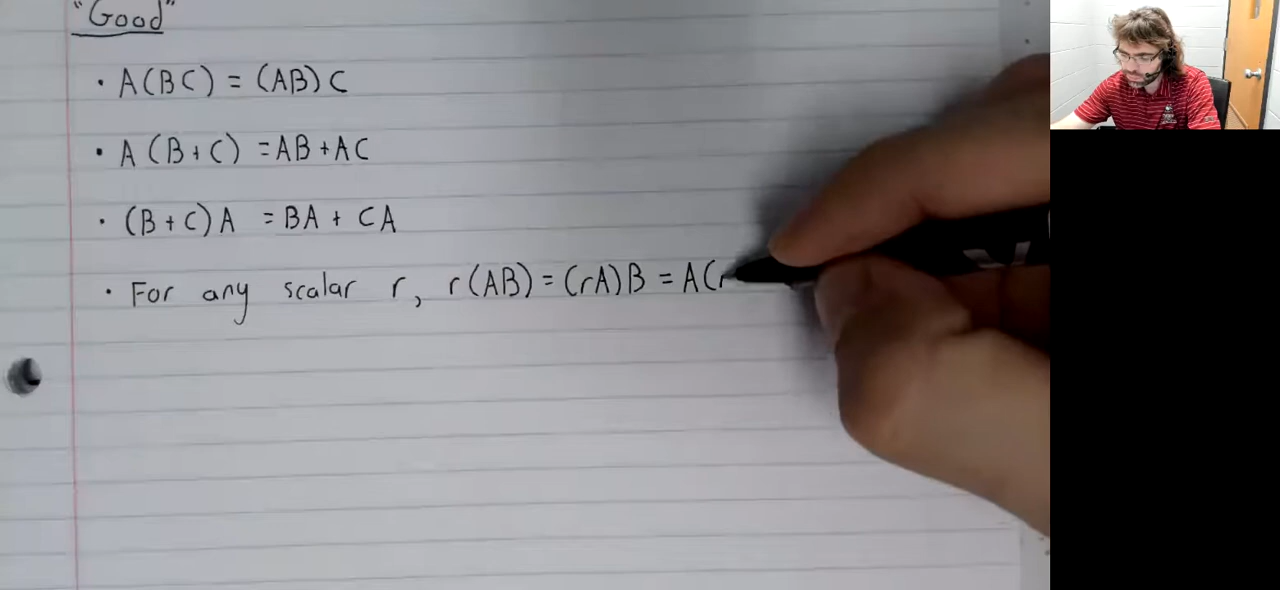 "Good"
· A(BC) = (AB)C
· A(B+C) = AB+AC
· (B+C)A = BA + CA
· For any scalar r, r(AB) = (rA)B = A(r